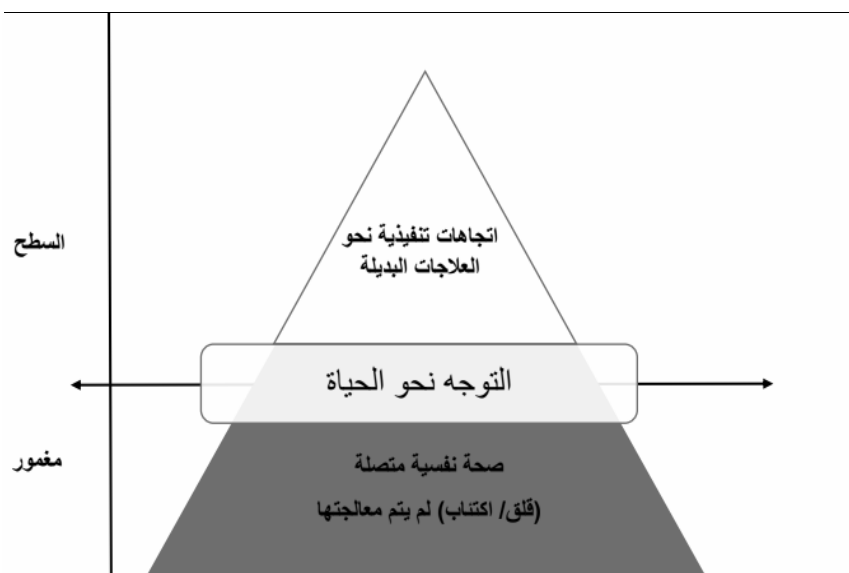 اتجاهات تنفيذية نحو
العلاجات البديلة
السطح
التوجه نحو الحياة
مغمور
صحة نفسية متصلة
(قلق/ اكتئاب) لم يتم معالجتها